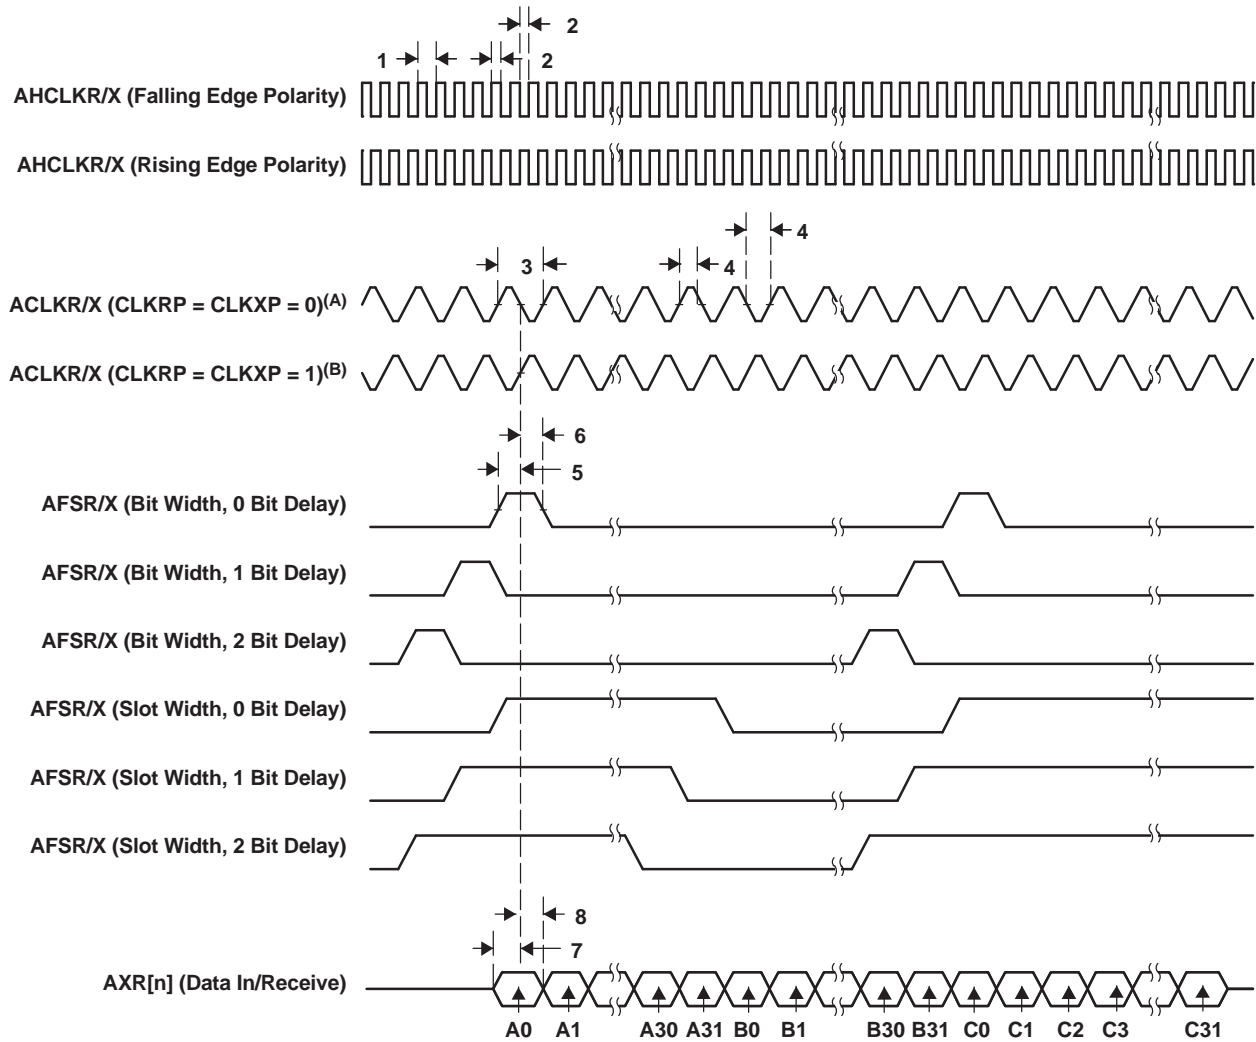 2
1
2
AHCLKR/X (Falling Edge Polarity)
AHCLKR/X (Rising Edge Polarity)
4
3
4
ACLKR/X (CLKRP = CLKXP = 0)(A)
ACLKR/X (CLKRP = CLKXP = 1)(B)
6
5
AFSR/X (Bit Width, 0 Bit Delay)
AFSR/X (Bit Width, 1 Bit Delay)
AFSR/X (Bit Width, 2 Bit Delay)
AFSR/X (Slot Width, 0 Bit Delay)
AFSR/X (Slot Width, 1 Bit Delay)
AFSR/X (Slot Width, 2 Bit Delay)
8
7
AXR[n] (Data In/Receive)
A0 A1 A30 A31 B0 B1 B30 B31 C0 C1 C2 C3 C31